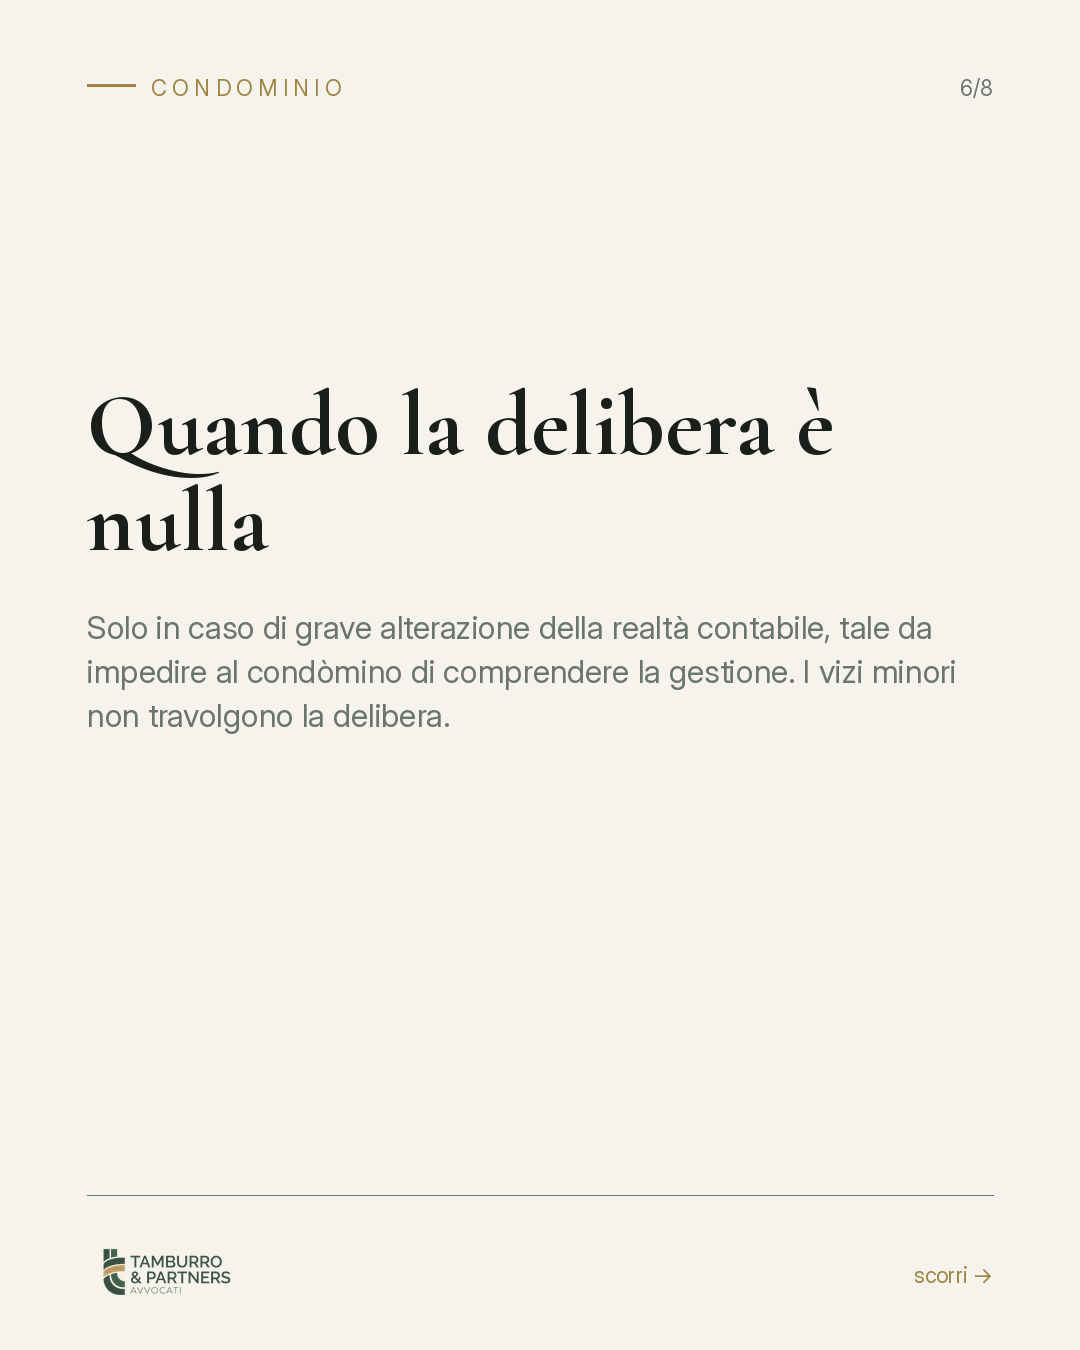 CONDOMINIO
6/8
Quando la delibera è
nulla
Solo in caso di grave alterazione della realtà contabile, tale da
impedire al condòmino di comprendere la gestione. I vizi minori
non travolgono la delibera.
TAMBURRO
& PARTNERS
AVVOCATI
scorri →